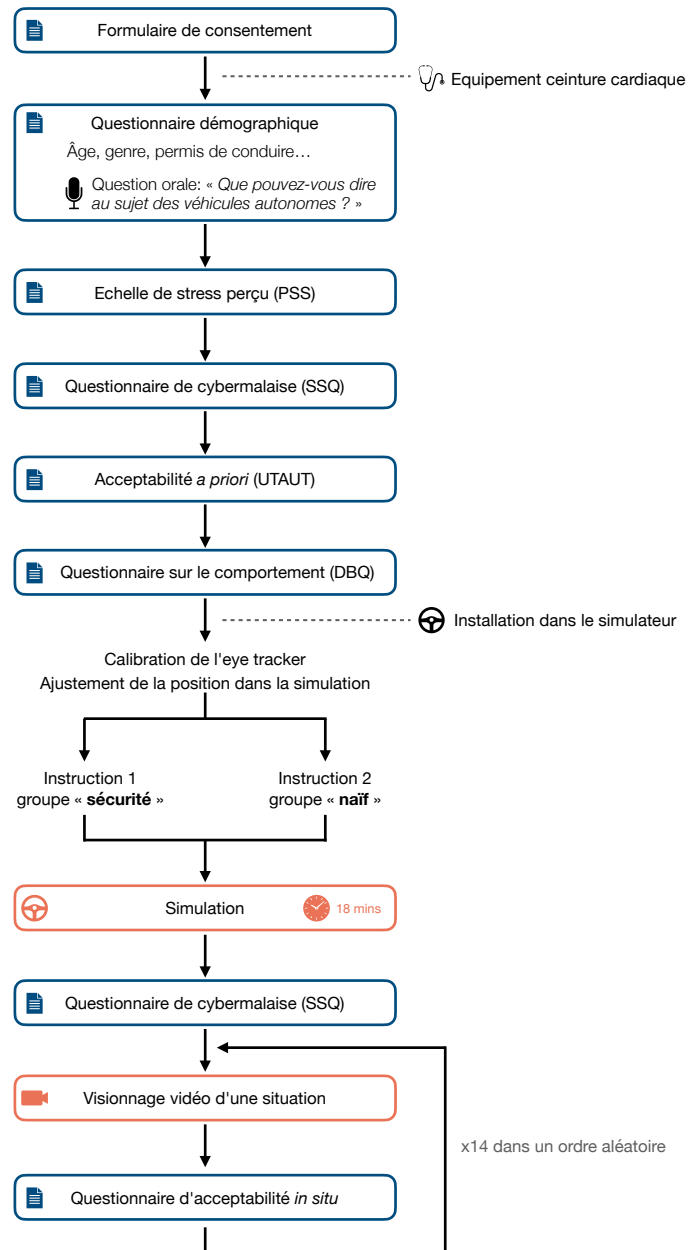 Formulaire de consentement
Equipement ceinture cardiaque
Questionnaire démographique
Âge, genre, permis de conduire…
Question orale: « Que pouvez-vous dire
au sujet des véhicules autonomes ? »
Echelle de stress perçu (PSS)
Questionnaire de cybermalaise (SSQ)
Acceptabilité a priori (UTAUT)
Questionnaire sur le comportement (DBQ)
Installation dans le simulateur
Calibration de l'eye tracker
Ajustement de la position dans la simulation
Instruction 1
groupe « sécurité »
Instruction 2
groupe « naïf »
Simulation
18 mins
Questionnaire de cybermalaise (SSQ)
Visionnage vidéo d'une situation
x14 dans un ordre aléatoire
Questionnaire d'acceptabilité in situ